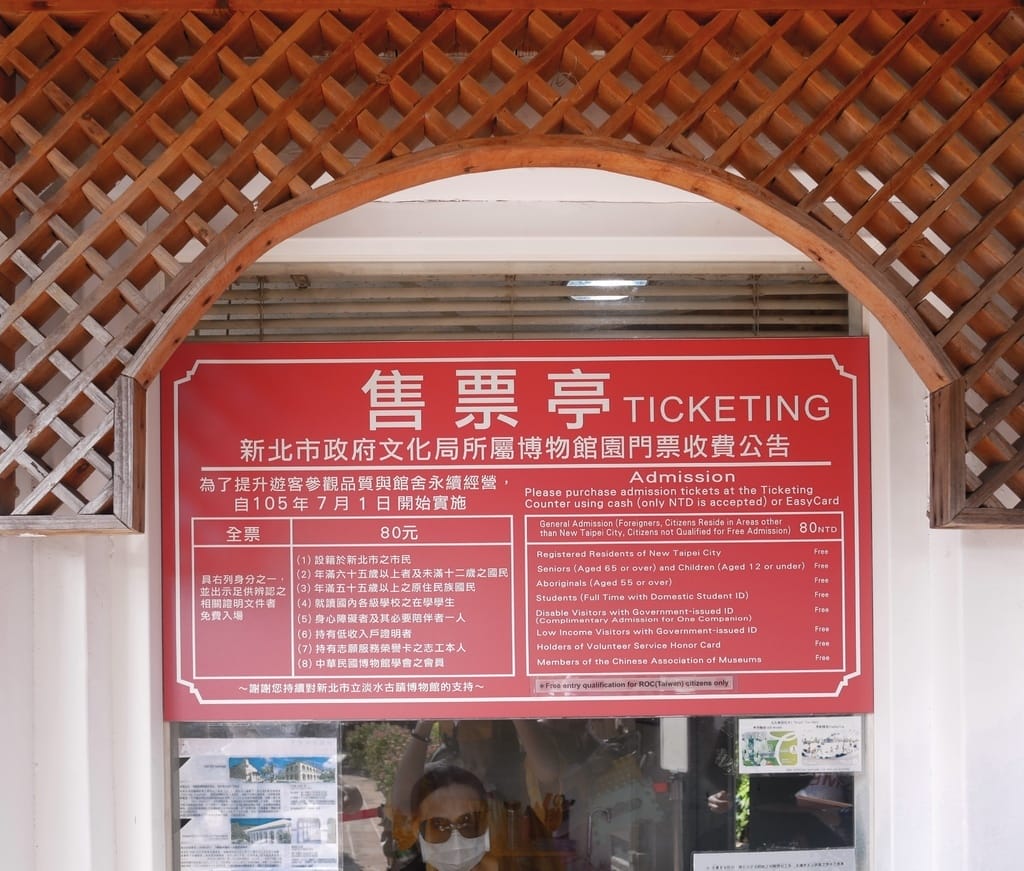 售票亭 TICKETING
新北市政府文化局所屬博物館園門票收費公告
為了提升遊客參觀品質與館舍永續經營，
自105年7月1日開始實施
全票 80元
具右列身分之一，
並出示足供辨認之
相關證明文件者
免費入場
(1) 設籍於新北市之市民
(2) 年滿六十五歲以上者及未滿十二歲之國民
(3) 年滿五十五歲以上之原住民族國民
(4) 就讀國內各級學校之在學學生
(5) 身心障礙者及其必要陪伴者一人
(6) 持有低收入戶證明者
(7) 持有志願服務榮譽卡之志工本人
(8) 中華民國博物館學會之會員
～謝謝您持續對新北市立淡水古蹟博物館的支持～
Admission
Please purchase admission tickets at the Ticketing
Counter using cash (only NTD is accepted) or EasyCard
General Admission (Foreigners, Citizens Reside in Areas other
than New Taipei City, Citizens not Qualified for Free Admission) 80NTD
Registered Residents of New Taipei City Free
Seniors (Aged 65 or over) and Children (Aged 12 or under) Free
Aboriginals (Aged 55 or over) Free
Students (Full Time with Domestic Student ID) Free
Disable Visitors with Government-issued ID Free
(Complimentary Admission for One Companion)
Low Income Visitors with Government-issued ID Free
Holders of Volunteer Service Honor Card Free
Members of the Chinese Association of Museums Free
※Free entry qualification for ROC(Taiwan) citizens only